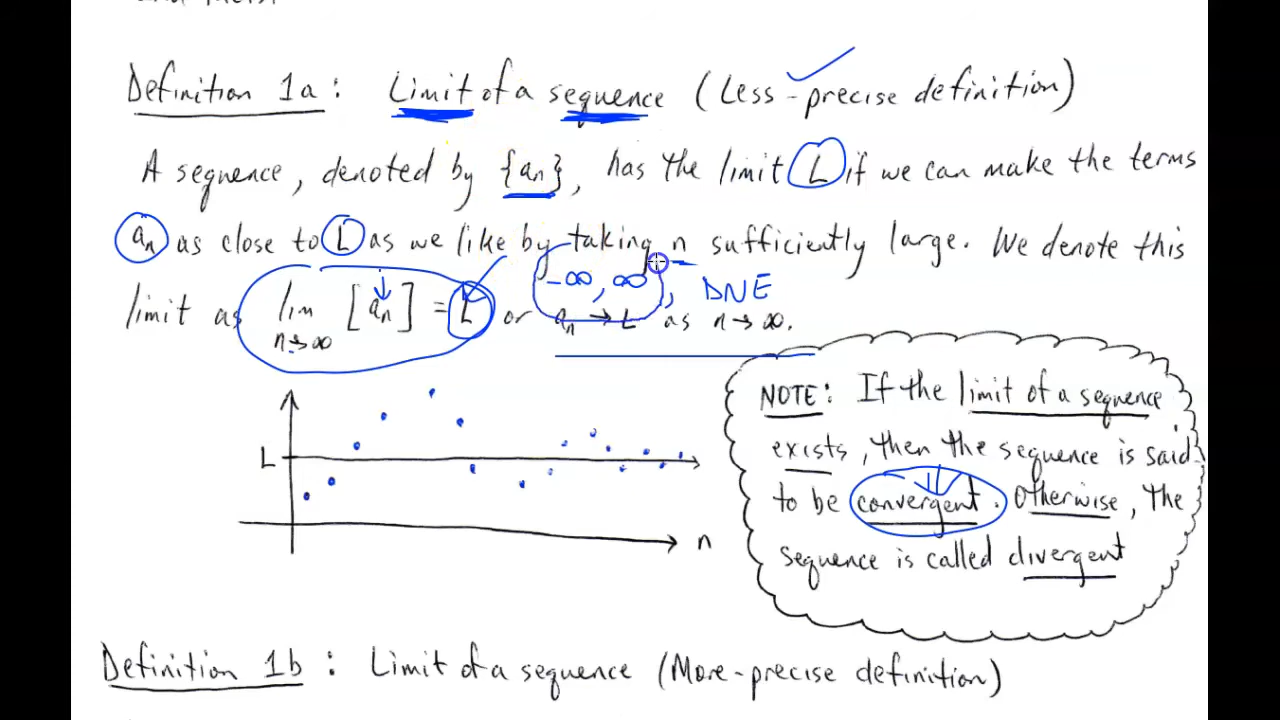 Definition 1a: Limit of a sequence (Less-precise definition)
A sequence, denoted by {an}, has the limit L if we can make the terms
an as close to L as we like by taking n sufficiently large. We denote this
-∞, ∞, DNE
limit as lim n→∞ [an] = L or an → L as n→∞.
NOTE: If the limit of a sequence
exists, then the sequence is said
to be convergent. Otherwise, the
sequence is called divergent
L
n
Definition 1b: Limit of a sequence (More-precise definition)